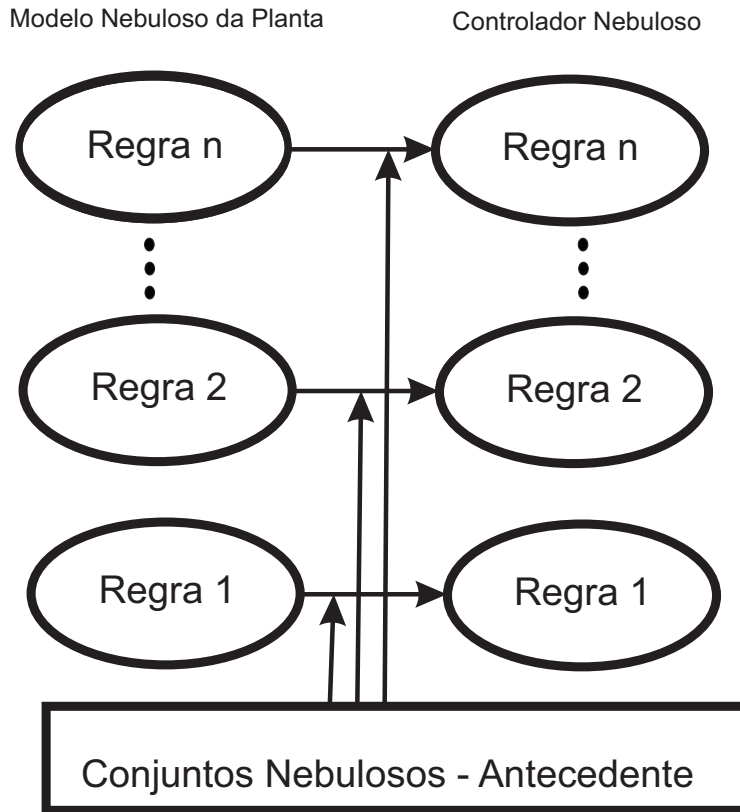 Modelo Nebuloso da Planta
Controlador Nebuloso
Regra n
Regra n
Regra 2
Regra 2
Regra 1
Regra 1
Conjuntos Nebulosos - Antecedente